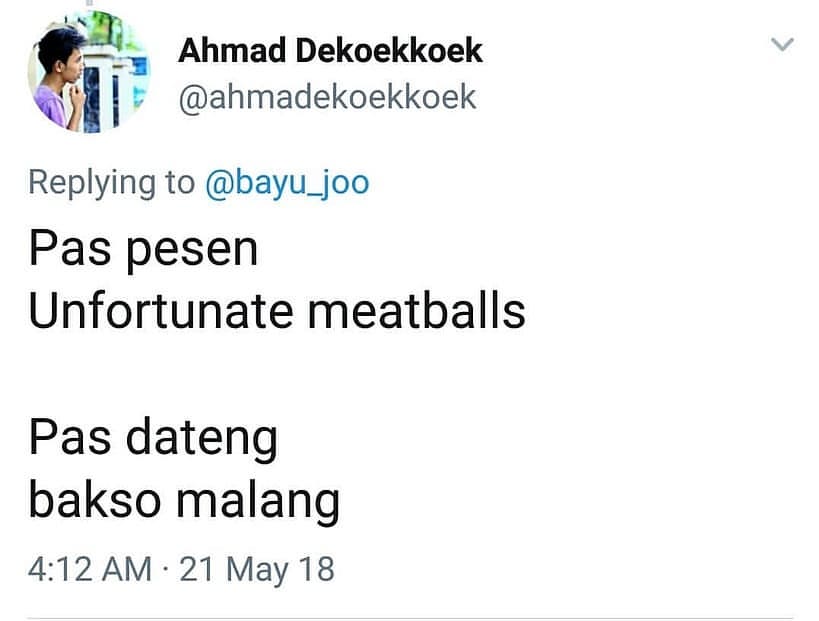 Ahmad Dekoekkoek
@ahmadekoekkoek
Replying to @bayu_joo
Pas pesen
Unfortunate meatballs
Pas dateng
bakso malang
4:12 AM · 21 May 18